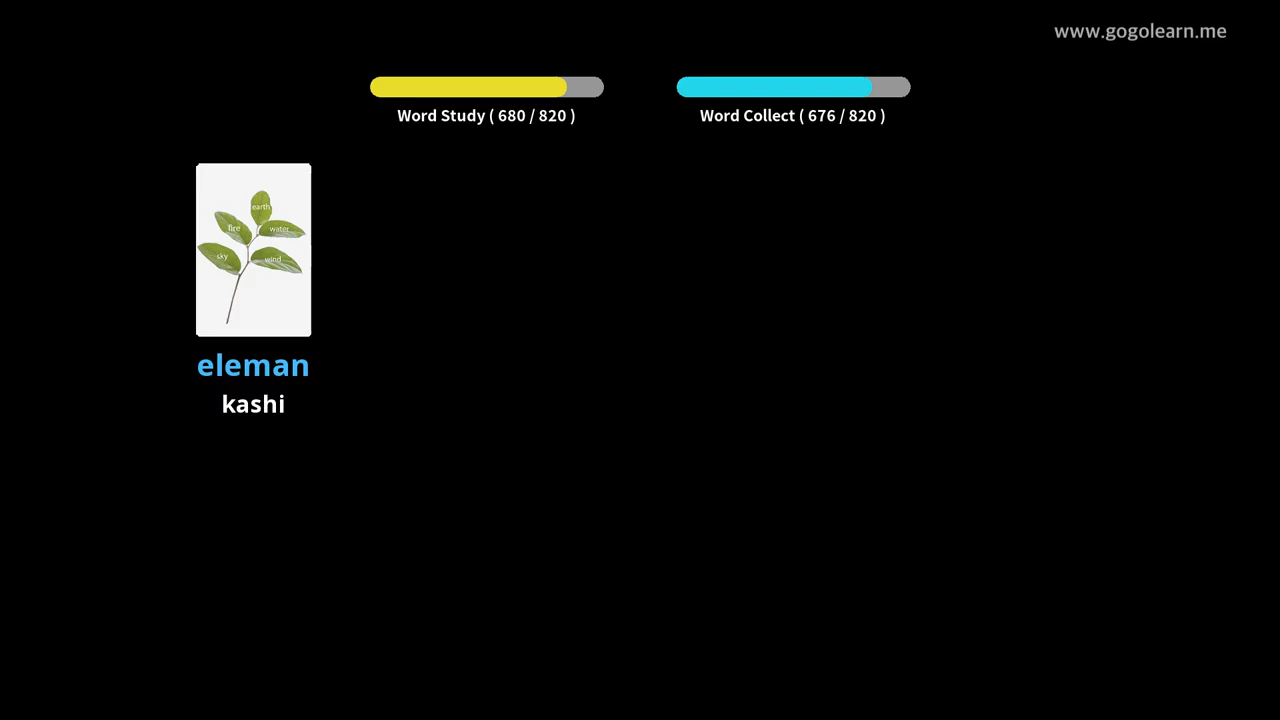 www.gogolearn.me
Word Study ( 680 / 820 )
Word Collect ( 676 / 820 )
earth
fire
water
sky
wind
eleman
kashi